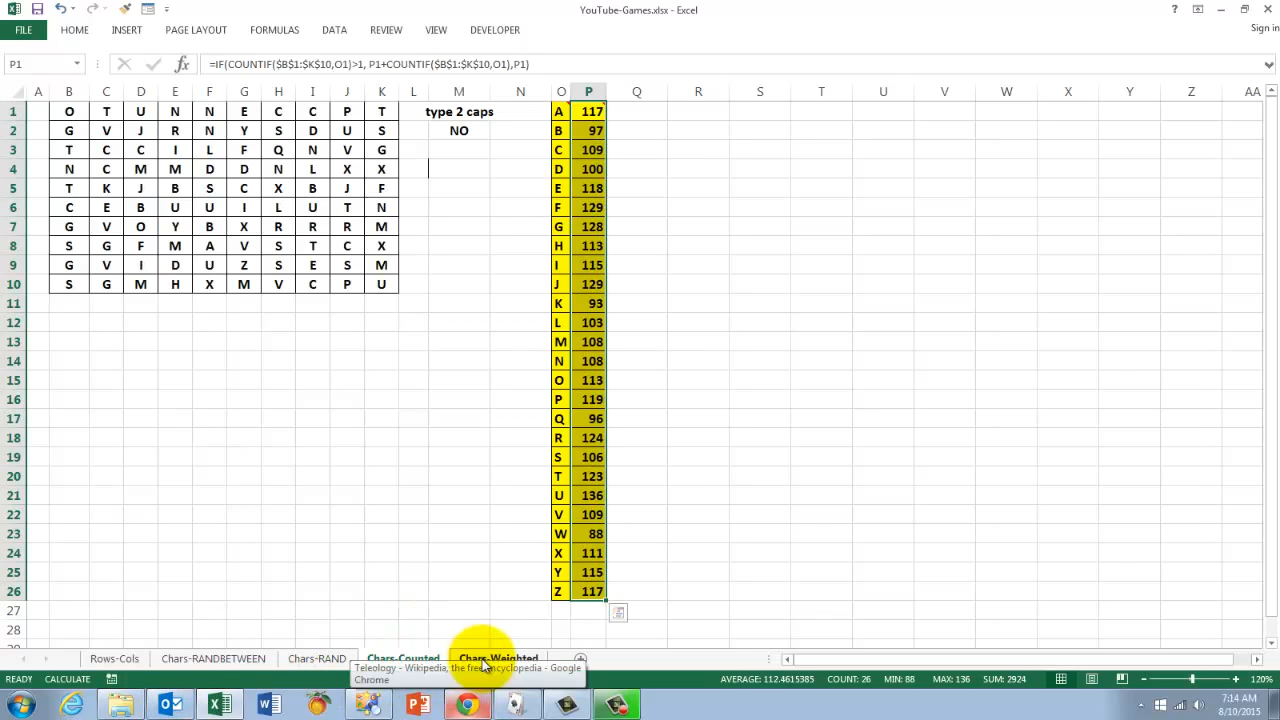 YouTube-Games.xlsx - Excel
FILE HOME INSERT PAGE LAYOUT FORMULAS DATA REVIEW VIEW DEVELOPER Sign in
P1 fx =IF(COUNTIF($B$1:$K$10,O1)>1, P1+COUNTIF($B$1:$K$10,O1),P1)
A B C D E F G H I J K L M N O P Q R S T U V W X Y Z AA
1 O T U N N E C C P T type 2 caps A 117
2 G V J R N Y S D U S NO B 97
3 T C C I L F Q N V G C 109
4 N C M M D D N L X X D 100
5 T K J B S C X B J F E 118
6 C E B U U I L U T N F 129
7 G V O Y B X R R R M G 128
8 S G F M A V S T C X H 113
9 G V I D U Z S E S M I 115
10 S G M H X M V C P U J 129
11 K 93
12 L 103
13 M 108
14 N 108
15 O 113
16 P 119
17 Q 96
18 R 124
19 S 106
20 T 123
21 U 136
22 V 109
23 W 88
24 X 111
25 Y 115
26 Z 117
27
28
Rows-Cols Chars-RANDBETWEEN Chars-RAND Chars-Counted Chars-Weighted
Teleology - Wikipedia, the free encyclopedia - Google
Chrome
READY CALCULATE AVERAGE: 112.4615385 COUNT: 26 MIN: 88 MAX: 136 SUM: 2924 120%
7:14 AM
8/10/2015